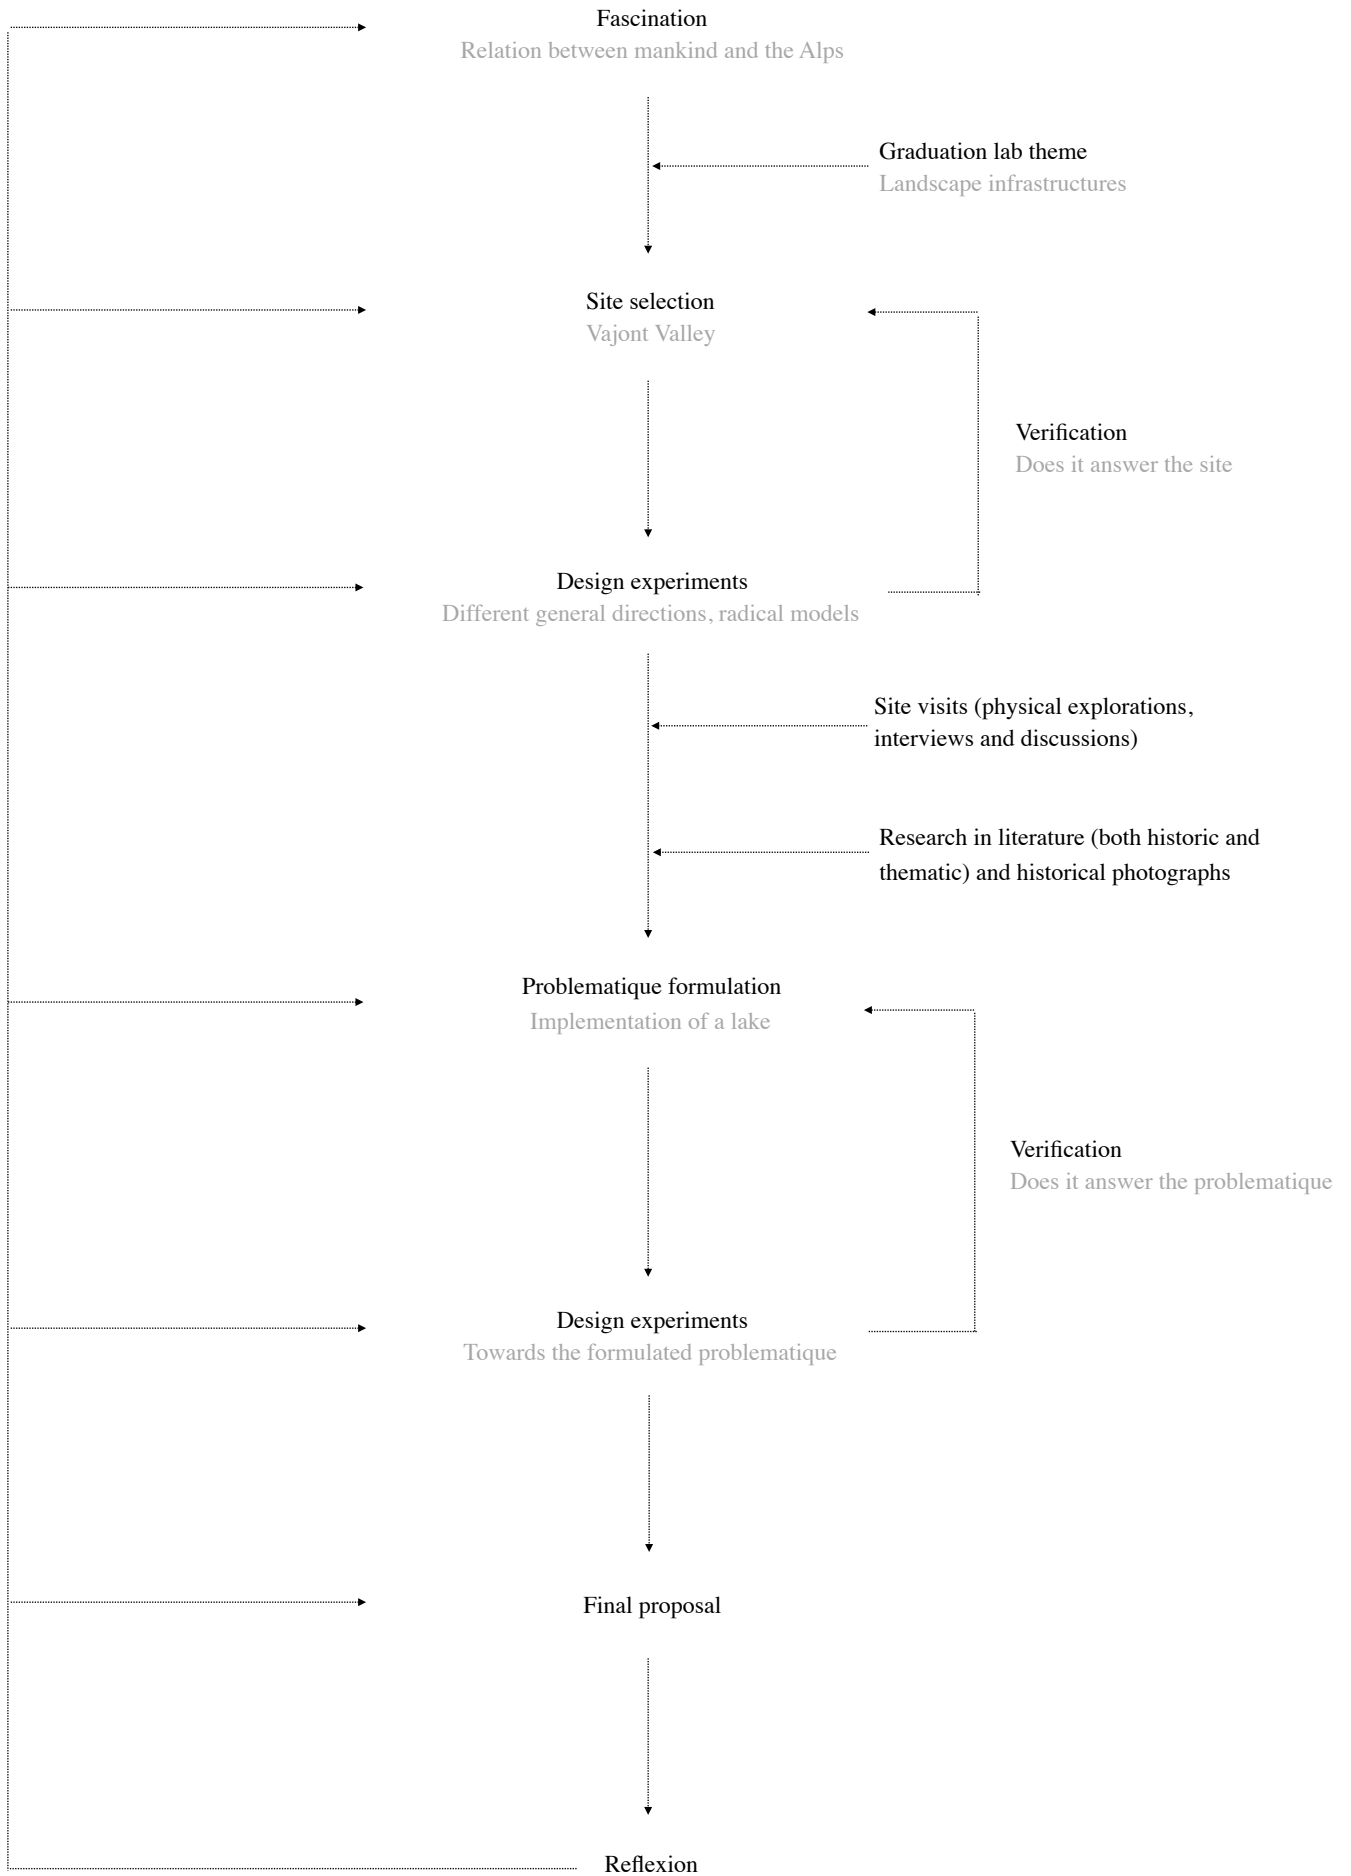 Fascination
Relation between mankind and the Alps
Graduation lab theme
Landscape infrastructures
Site selection
Vajont Valley
Verification
Does it answer the site
Design experiments
Different general directions, radical models
Site visits (physical explorations,
interviews and discussions)
Research in literature (both historic and
thematic) and historical photographs
Problematique formulation
Implementation of a lake
Verification
Does it answer the problematique
Design experiments
Towards the formulated problematique
Final proposal
Reflexion